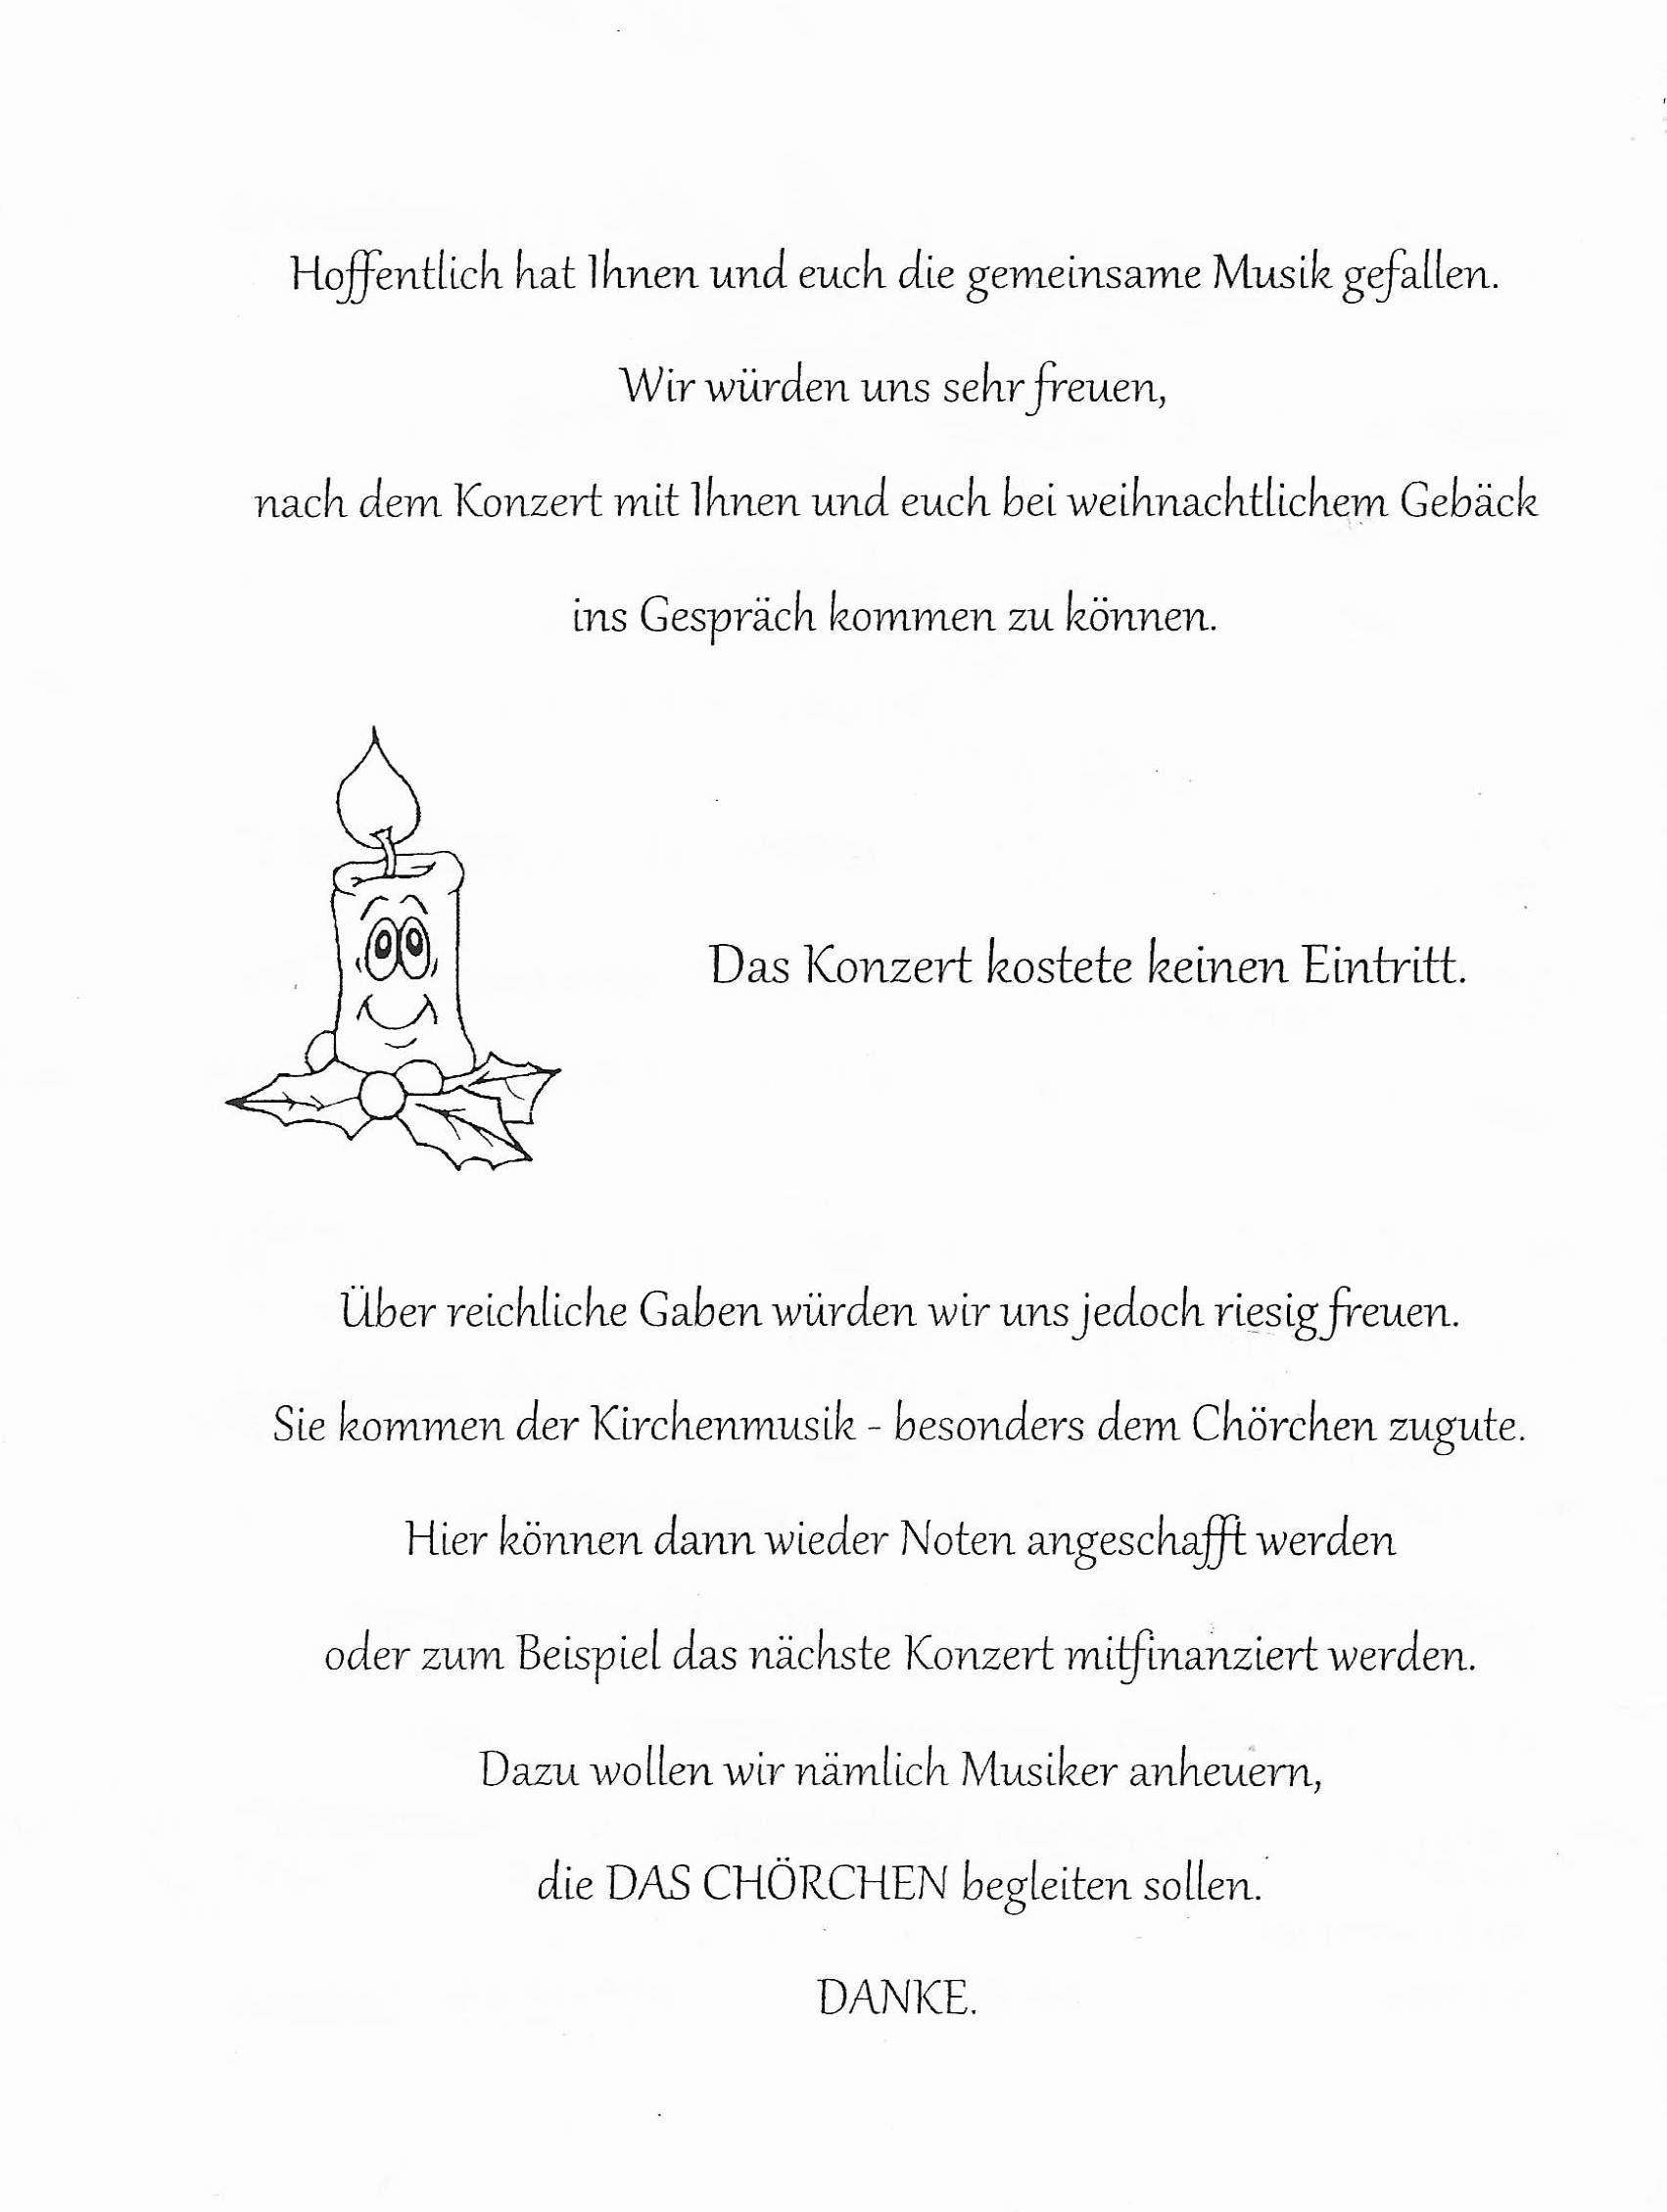 Hoffentlich hat Ihnen und euch die gemeinsame Musik gefallen.
Wir würden uns sehr freuen,
nach dem Konzert mit Ihnen und euch bei weihnachtlichem Gebäck
ins Gespräch kommen zu können.
Das Konzert kostete keinen Eintritt.
Über reichliche Gaben würden wir uns jedoch riesig freuen.
Sie kommen der Kirchenmusik - besonders dem Chörchen zugute.
Hier können dann wieder Noten angeschafft werden
oder zum Beispiel das nächste Konzert mitfinanziert werden.
Dazu wollen wir nämlich Musiker anheuern,
die DAS CHÖRCHEN begleiten sollen.
DANKE.